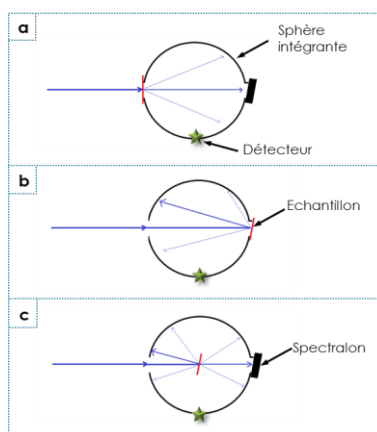 a
Sphère
intégrante
Détecteur
b
Echantillon
c
Spectralon